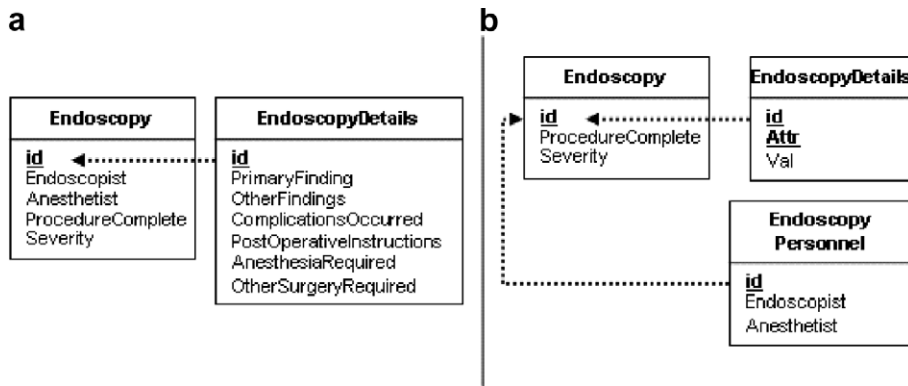 a
Endoscopy
id
Endoscopist
Anesthetist
ProcedureComplete
Severity
EndoscopyDetails
id
PrimaryFinding
OtherFindings
ComplicationsOccurred
PostOperativeInstructions
AnesthesiaRequired
OtherSurgeryRequired
b
Endoscopy
id
ProcedureComplete
Severity
EndoscopyDetails
id
Attr
Val
Endoscopy
Personnel
id
Endoscopist
Anesthetist